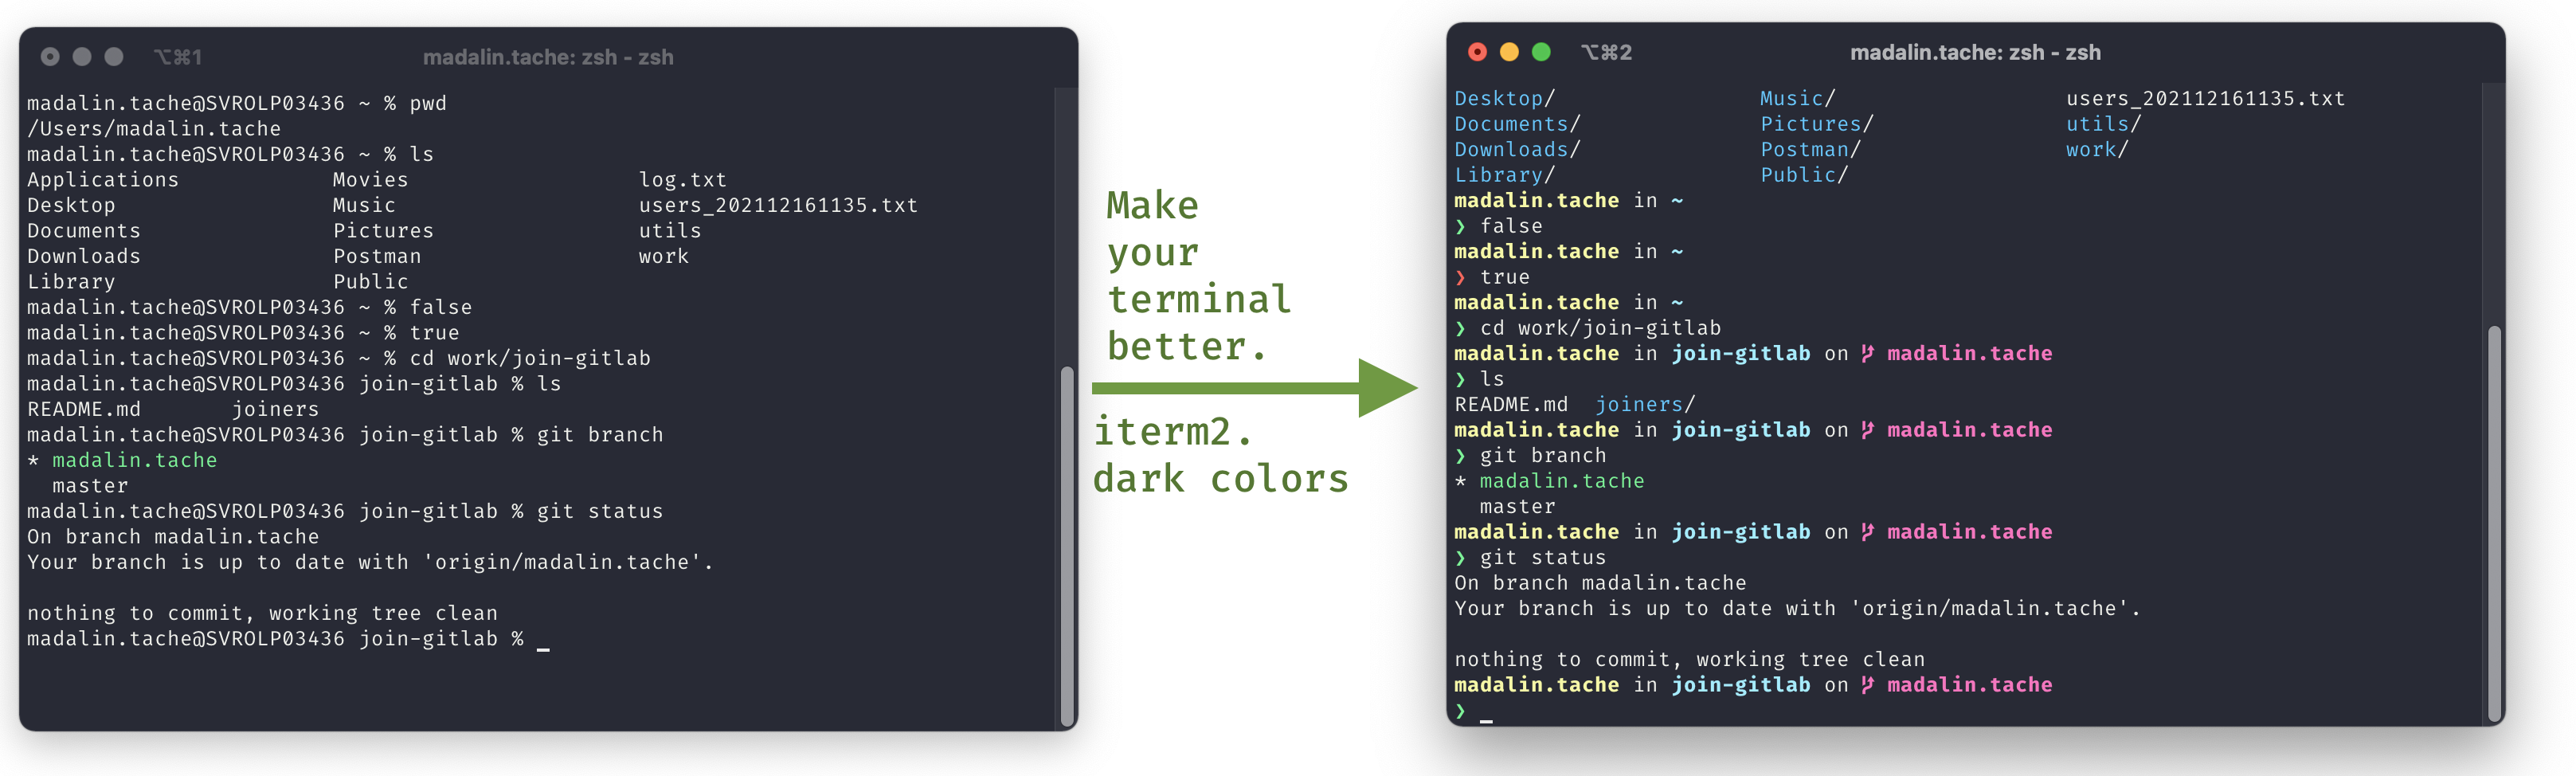 ⌥⌘1 madalin.tache: zsh - zsh
madalin.tache@SVROLP03436 ~ % pwd
/Users/madalin.tache
madalin.tache@SVROLP03436 ~ % ls
Applications Movies log.txt
Desktop Music users_202112161135.txt
Documents Pictures utils
Downloads Postman work
Library Public
madalin.tache@SVROLP03436 ~ % false
madalin.tache@SVROLP03436 ~ % true
madalin.tache@SVROLP03436 ~ % cd work/join-gitlab
madalin.tache@SVROLP03436 join-gitlab % ls
README.md joiners
madalin.tache@SVROLP03436 join-gitlab % git branch
* madalin.tache
master
madalin.tache@SVROLP03436 join-gitlab % git status
On branch madalin.tache
Your branch is up to date with 'origin/madalin.tache'.
nothing to commit, working tree clean
madalin.tache@SVROLP03436 join-gitlab % _
Make
your
terminal
better.
iterm2.
dark colors
⌥⌘2 madalin.tache: zsh - zsh
Desktop/ Music/ users_202112161135.txt
Documents/ Pictures/ utils/
Downloads/ Postman/ work/
Library/ Public/
madalin.tache in ~
❯ false
madalin.tache in ~
❯ true
madalin.tache in ~
❯ cd work/join-gitlab
madalin.tache in join-gitlab on madalin.tache
❯ ls
README.md joiners/
madalin.tache in join-gitlab on madalin.tache
❯ git branch
* madalin.tache
master
madalin.tache in join-gitlab on madalin.tache
❯ git status
On branch madalin.tache
Your branch is up to date with 'origin/madalin.tache'.
nothing to commit, working tree clean
madalin.tache in join-gitlab on madalin.tache
❯ _